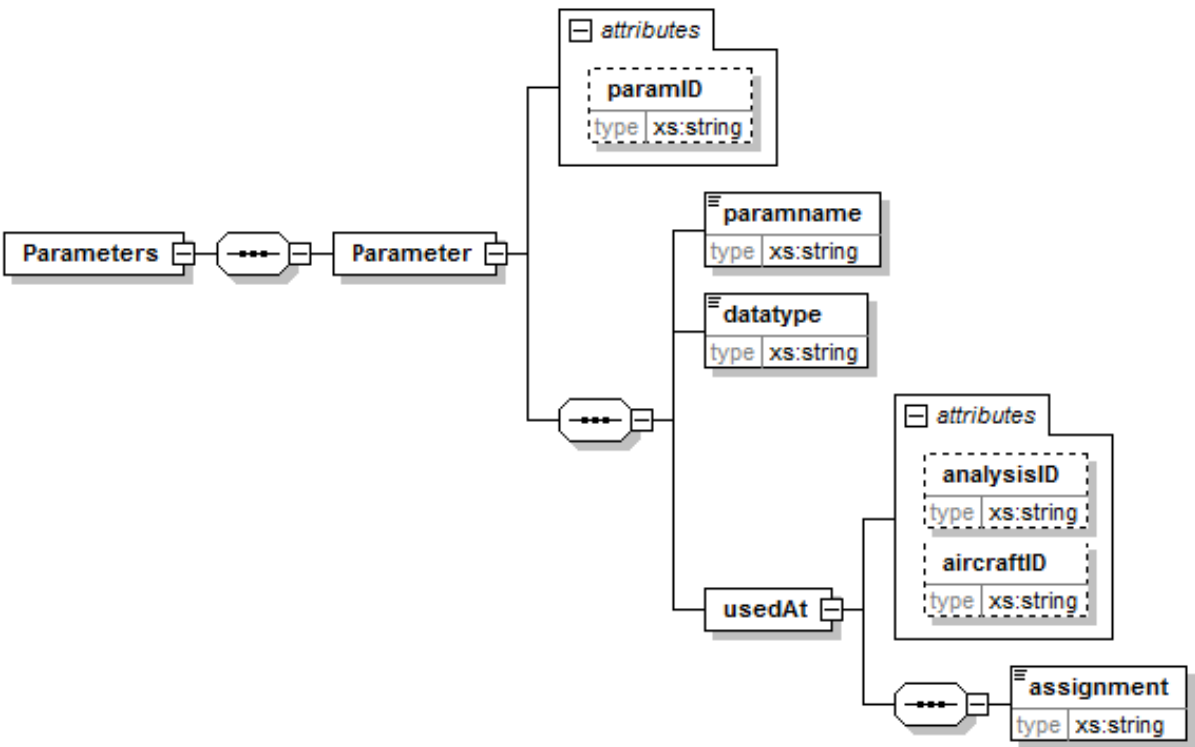 attributes
paramID
type xs:string
Parameters
Parameter
paramname
type xs:string
datatype
type xs:string
attributes
analysisID
type xs:string
aircraftID
type xs:string
usedAt
assignment
type xs:string